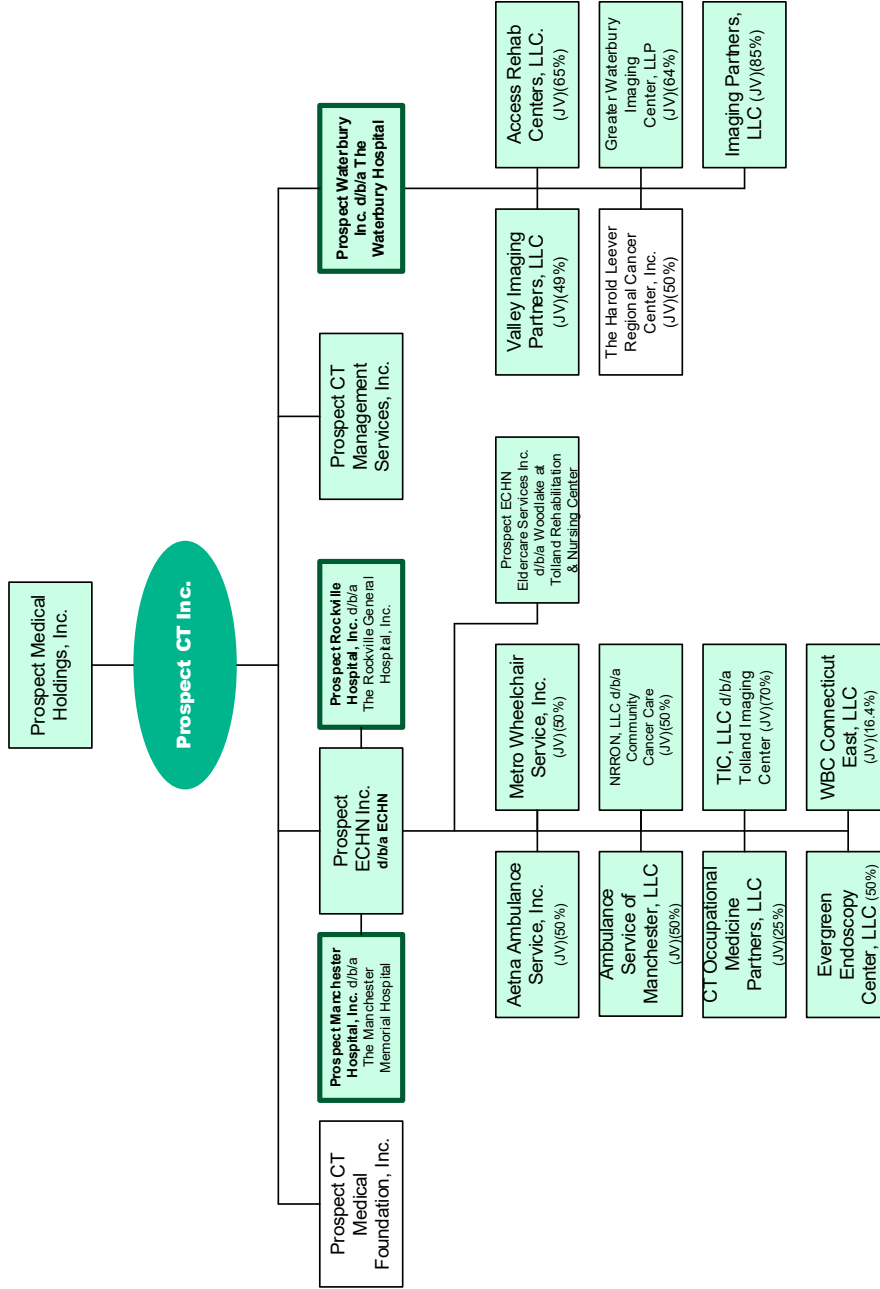 Prospect Medical
Holdings, Inc.
Prospect CT Inc.
Prospect CT
Medical
Foundation, Inc.
Prospect Manchester
Hospital, Inc. d/b/a
The Manchester
Memorial Hospital
Prospect
ECHN Inc.
d/b/a ECHN
Prospect Rockville
Hospital, Inc. d/b/a
The Rockville General
Hospital, Inc.
Prospect CT
Management
Services, Inc.
Prospect Waterbury
Inc. d/b/a The
Waterbury Hospital
Prospect ECHN
Eldercare Services Inc.
d/b/a Woodlake at
Tolland Rehabilitation
& Nursing Center
Aetna Ambulance
Service, Inc.
(JV)(50%)
Metro Wheelchair
Service, Inc.
(JV)(50%)
Valley Imaging
Partners, LLC
(JV)(49%)
Access Rehab
Centers, LLC.
(JV)(65%)
Ambulance
Service of
Manchester, LLC
(JV)(50%)
NRRON, LLC d/b/a
Community
Cancer Care
(JV)(50%)
The Harold Leever
Regional Cancer
Center, Inc.
(JV)(50%)
Greater Waterbury
Imaging
Center, LLP
(JV)(64%)
CT Occupational
Medicine
Partners, LLC
(JV)(25%)
TIC, LLC d/b/a
Tolland Imaging
Center (JV)(70%)
Imaging Partners,
LLC (JV)(85%)
Evergreen
Endoscopy
Center, LLC (50%)
WBC Connecticut
East, LLC
(JV)(16.4%)